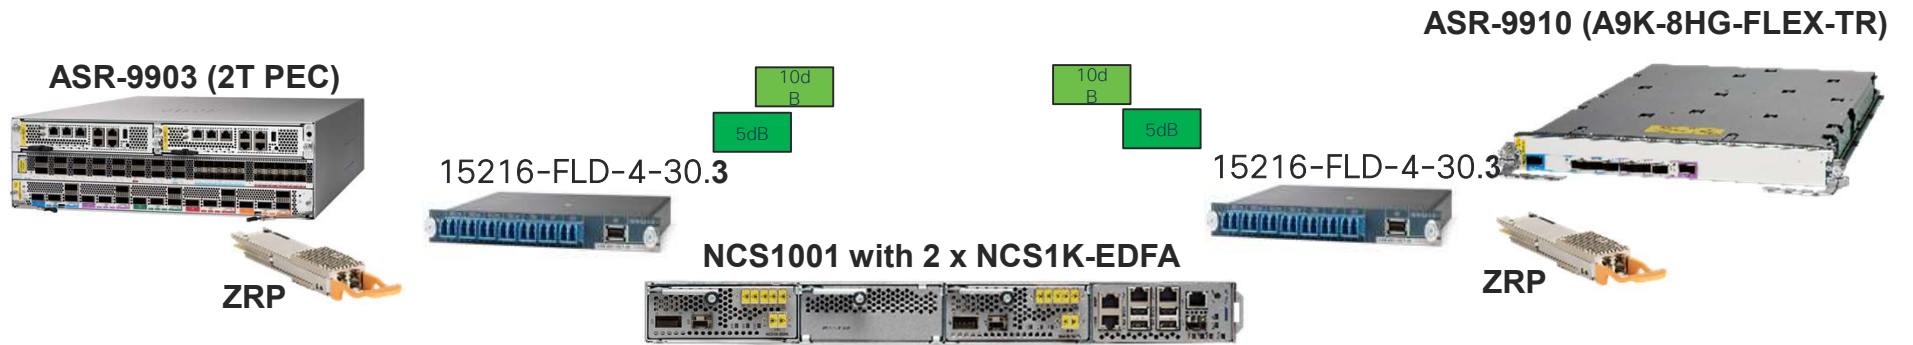 ASR-9910 (A9K-8HG-FLEX-TR)
ASR-9903 (2T PEC)
10d
B
10d
B
5dB
5dB
15216-FLD-4-30.3
15216-FLD-4-30.3
NCS1001 with 2 x NCS1K-EDFA
ZRP
ZRP